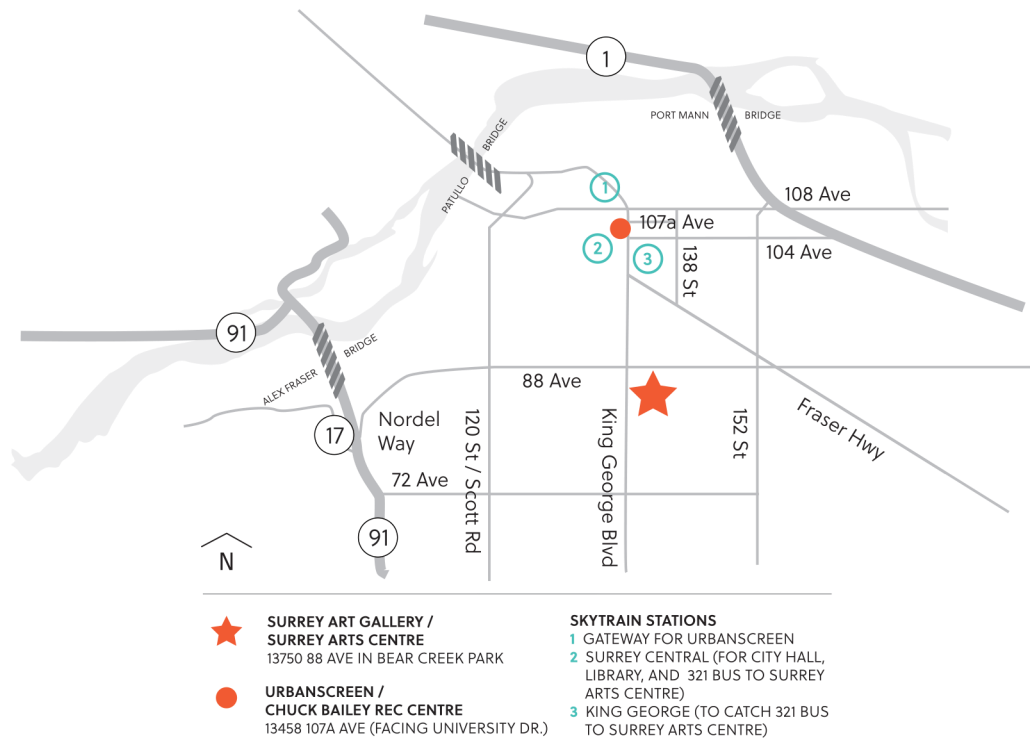 1
PORT MANN BRIDGE
PATULLO BRIDGE
1
108 Ave
107a Ave
2
3
104 Ave
138 St
91
ALEX FRASER BRIDGE
88 Ave
17
Nordel
Way
120 St / Scott Rd
King George Blvd
152 St
Fraser Hwy
72 Ave
91
N
SURREY ART GALLERY /
SURREY ARTS CENTRE
13750 88 AVE IN BEAR CREEK PARK
URBANSCREEN /
CHUCK BAILEY REC CENTRE
13458 107A AVE (FACING UNIVERSITY DR.)
SKYTRAIN STATIONS
1 GATEWAY FOR URBANSCREEN
2 SURREY CENTRAL (FOR CITY HALL,
LIBRARY, AND 321 BUS TO SURREY
ARTS CENTRE)
3 KING GEORGE (TO CATCH 321 BUS
TO SURREY ARTS CENTRE)